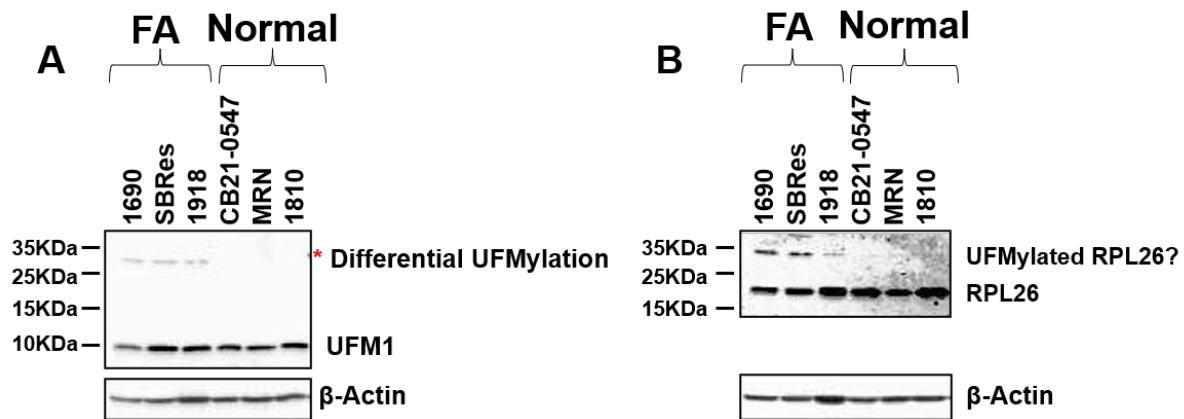 A
FA Normal
1690
SBRes
1918
CB21-0547
MRN
1810
35KDa
25KDa
15KDa
10KDa
* Differential UFMylation
UFM1
β-Actin
B
FA Normal
1690
SBRes
1918
CB21-0547
MRN
1810
35KDa
25KDa
15KDa
UFMylated RPL26?
RPL26
β-Actin